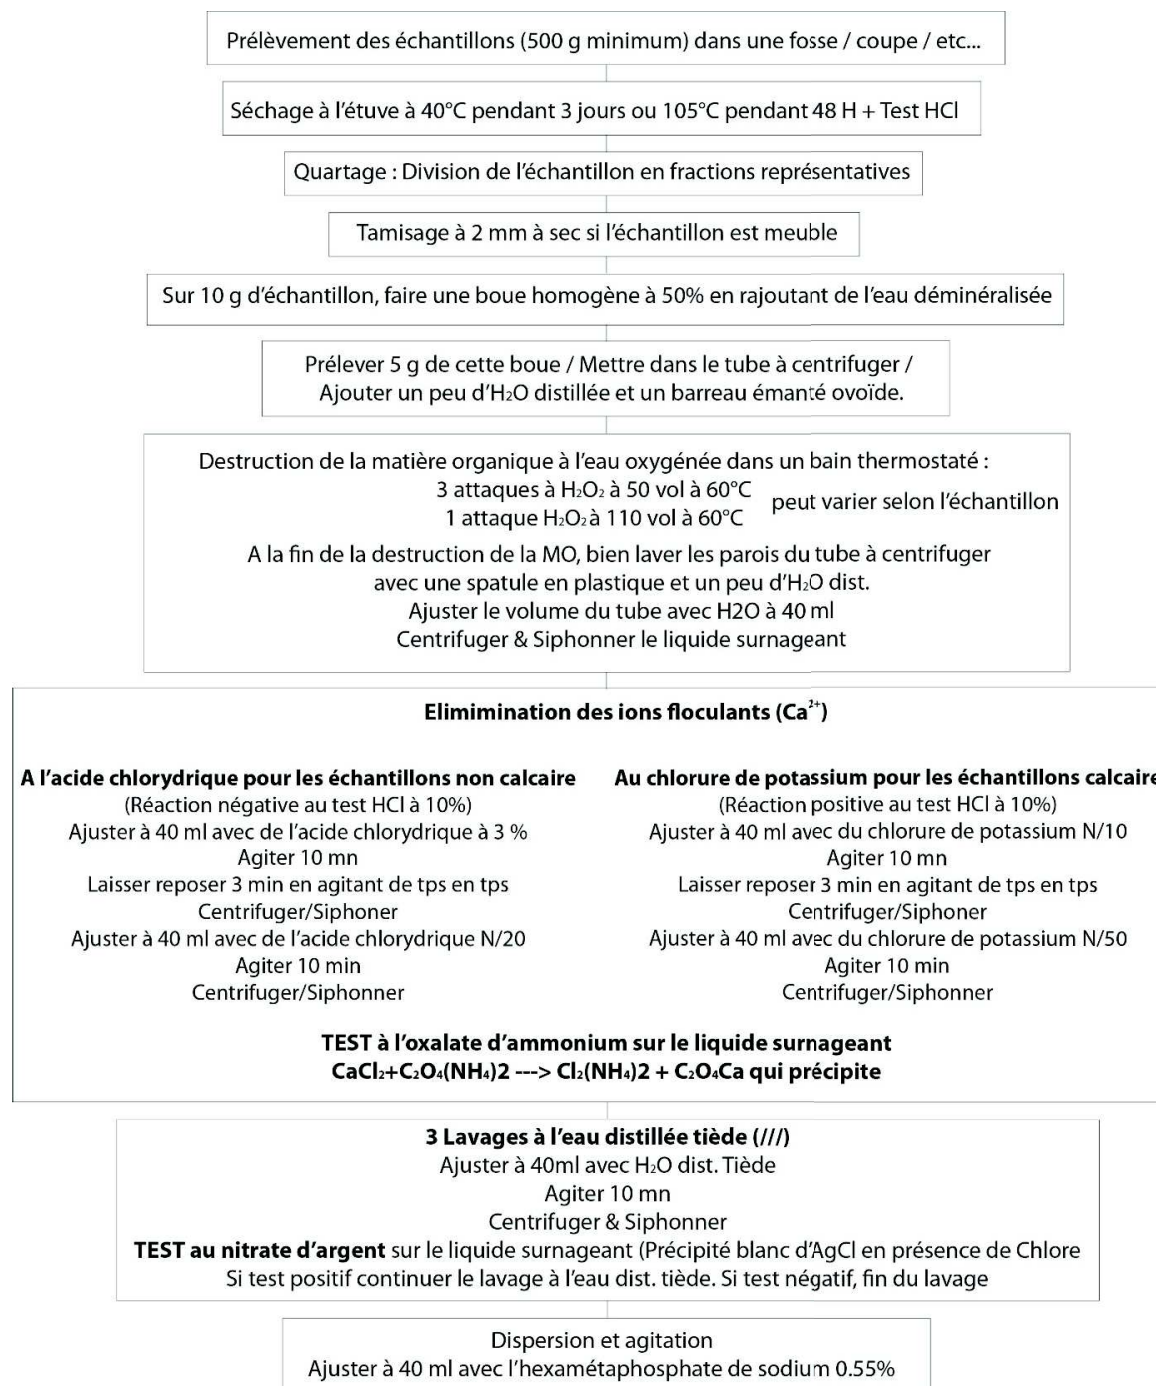 Prélèvement des échantillons (500 g minimum) dans une fosse / coupe / etc...
Séchage à l'étuve à 40°C pendant 3 jours ou 105°C pendant 48 H + Test HCl
Quartage : Division de l'échantillon en fractions représentatives
Tamisage à 2 mm à sec si l'échantillon est meuble
Sur 10 g d'échantillon, faire une boue homogène à 50% en rajoutant de l'eau déminéralisée
Prélever 5 g de cette boue / Mettre dans le tube à centrifuger /
Ajouter un peu d'H₂O distillée et un barreau émanté ovoïde.
Destruction de la matière organique à l'eau oxygénée dans un bain thermostaté :
3 attaques à H₂O₂ à 50 vol à 60°C
1 attaque H₂O₂ à 110 vol à 60°C
peut varier selon l'échantillon
A la fin de la destruction de la MO, bien laver les parois du tube à centrifuger
avec une spatule en plastique et un peu d'H₂O dist.
Ajuster le volume du tube avec H2O à 40 ml
Centrifuger & Siphonner le liquide surnageant
Elimimination des ions floculants (Ca²⁺)
A l'acide chlorydrique pour les échantillons non calcaire
(Réaction négative au test HCl à 10%)
Ajuster à 40 ml avec de l'acide chlorydrique à 3 %
Agiter 10 mn
Laisser reposer 3 min en agitant de tps en tps
Centrifuger/Siphoner
Ajuster à 40 ml avec de l'acide chlorydrique N/20
Agiter 10 min
Centrifuger/Siphonner
Au chlorure de potassium pour les échantillons calcaire
(Réaction positive au test HCl à 10%)
Ajuster à 40 ml avec du chlorure de potassium N/10
Agiter 10 mn
Laisser reposer 3 min en agitant de tps en tps
Centrifuger/Siphoner
Ajuster à 40 ml avec du chlorure de potassium N/50
Agiter 10 min
Centrifuger/Siphonner
TEST à l'oxalate d'ammonium sur le liquide surnageant
CaCl₂+C₂O₄(NH₄)2 ---> Cl₂(NH₄)2 + C₂O₄Ca qui précipite
3 Lavages à l'eau distillée tiède (///)
Ajuster à 40ml avec H₂O dist. Tiède
Agiter 10 mn
Centrifuger & Siphonner
TEST au nitrate d'argent sur le liquide surnageant (Précipité blanc d'AgCl en présence de Chlore
Si test positif continuer le lavage à l'eau dist. tiède. Si test négatif, fin du lavage
Dispersion et agitation
Ajuster à 40 ml avec l'hexamétaphosphate de sodium 0.55%